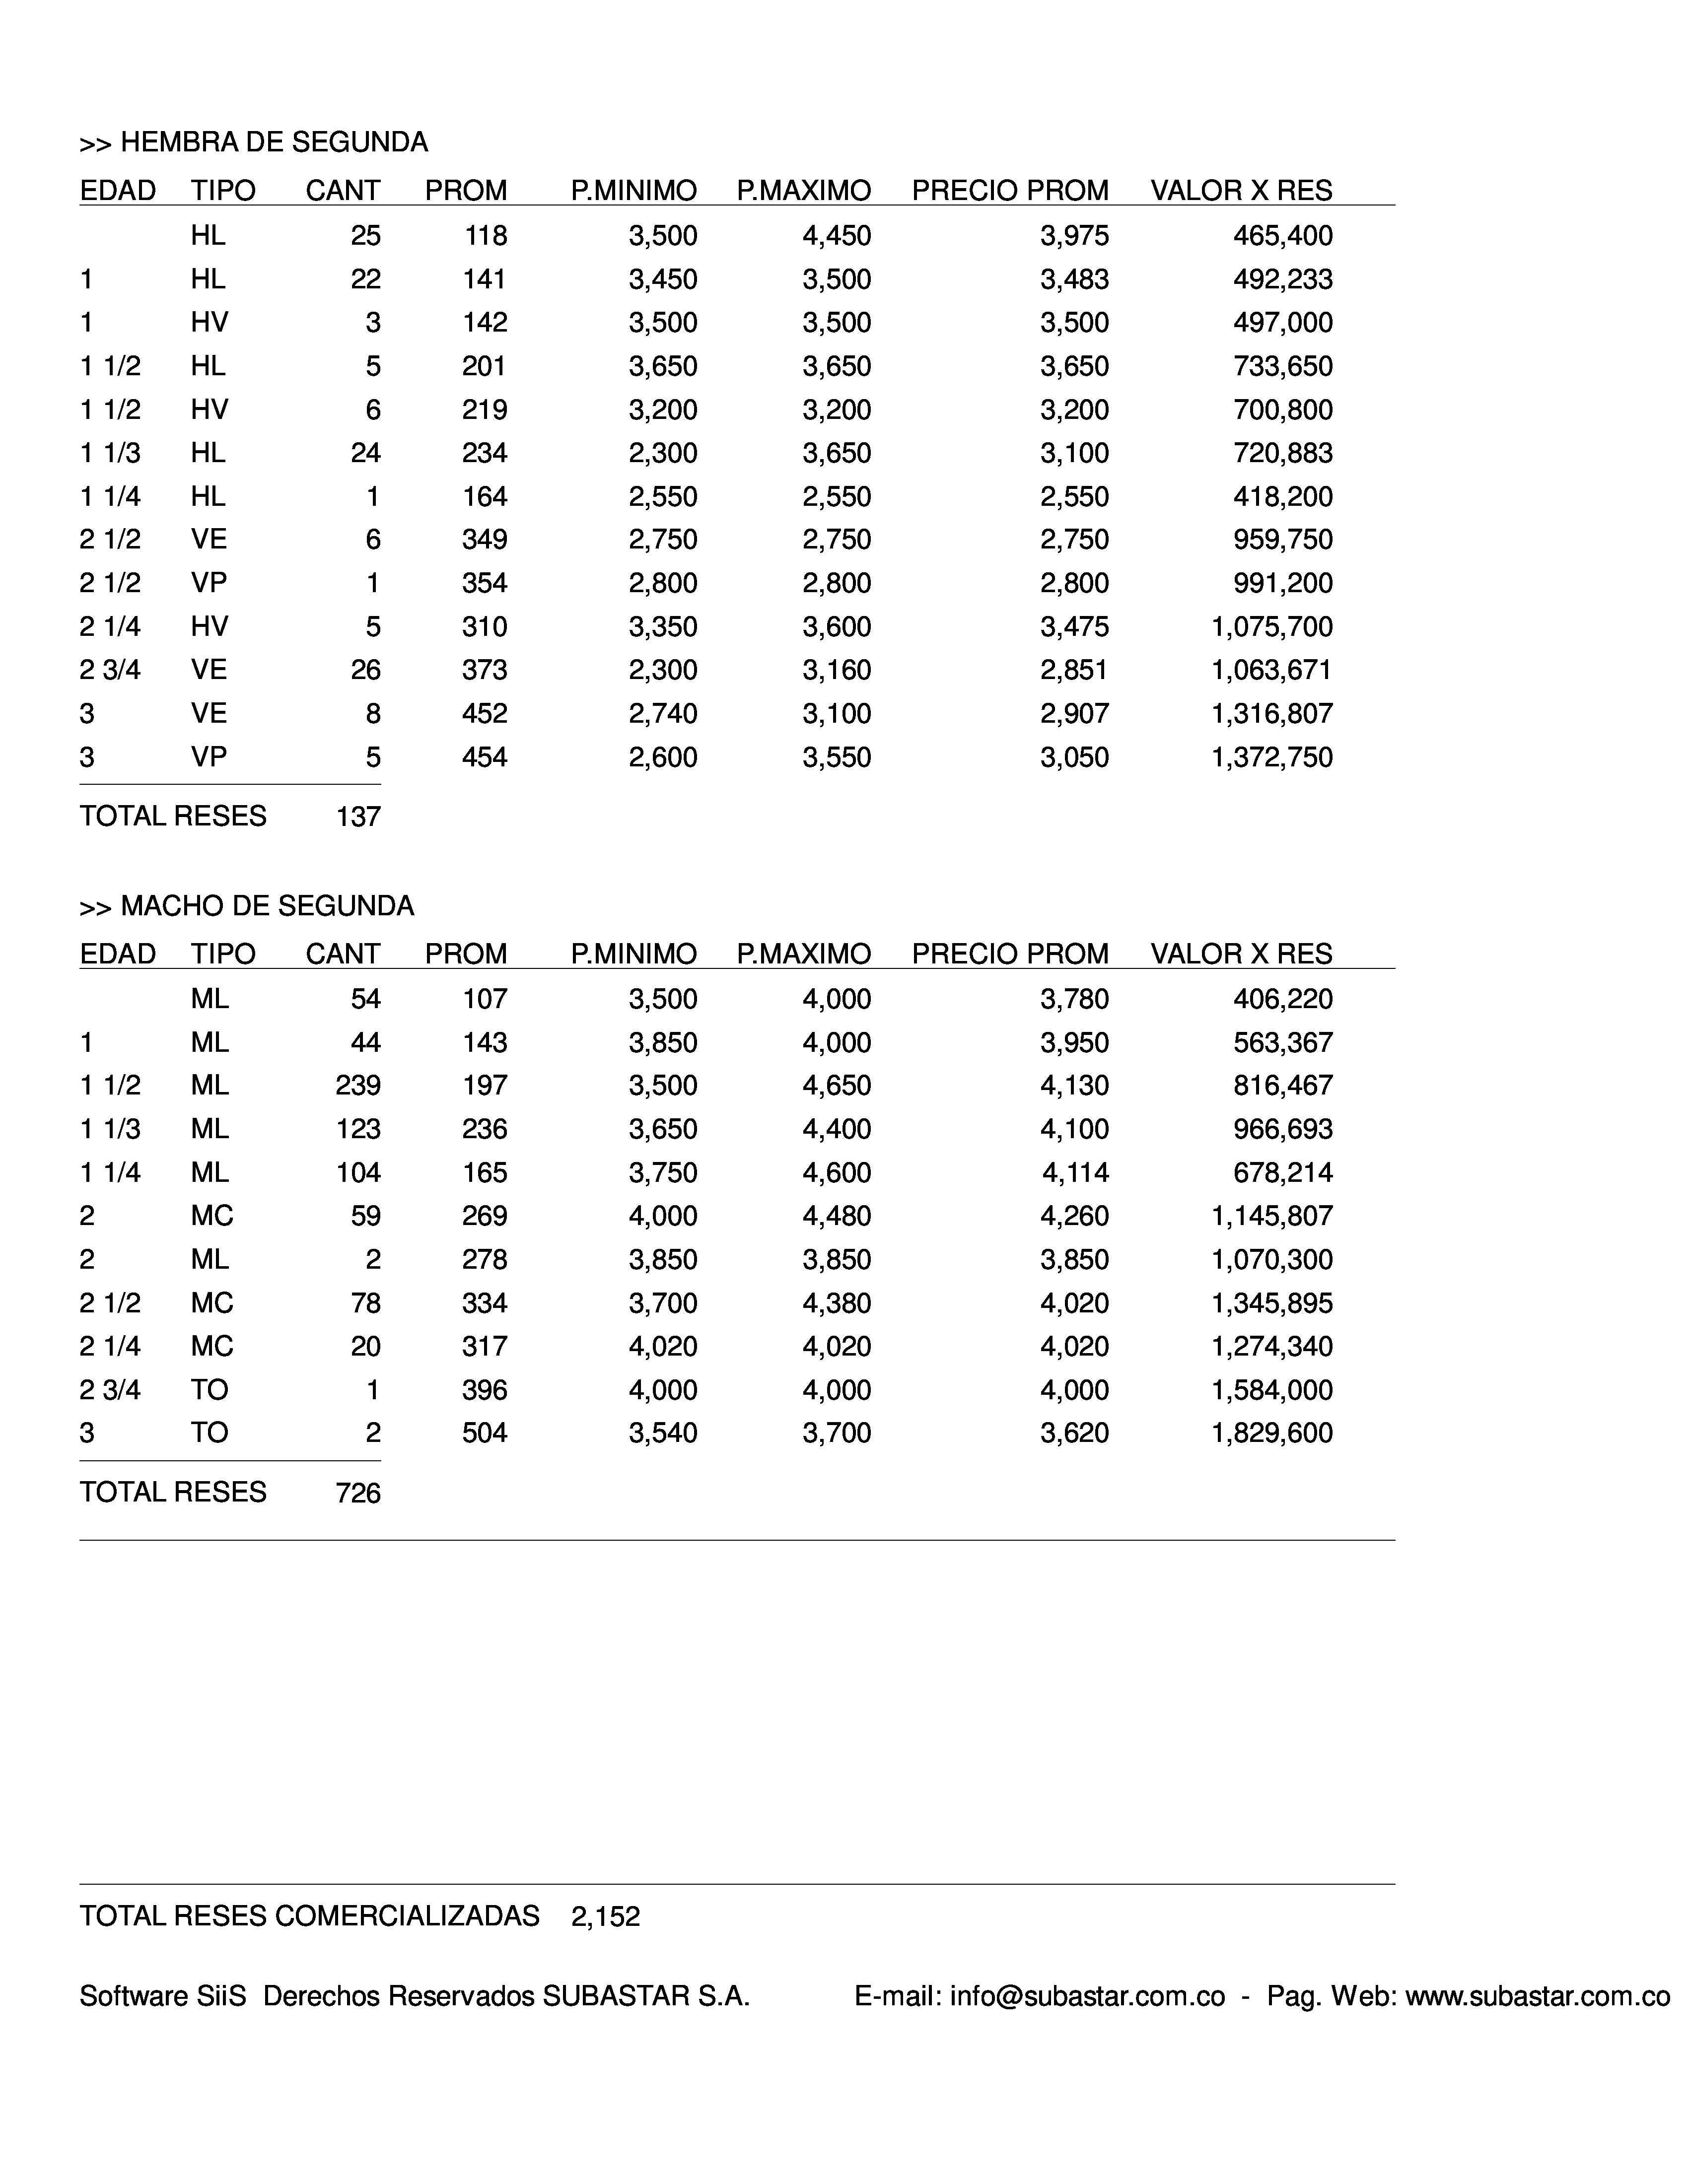 >> HEMBRA DE SEGUNDA
EDAD TIPO CANT PROM P.MINIMO P.MAXIMO PRECIO PROM VALOR X RES
HL 25 118 3,500 4,450 3,975 465,400
1 HL 22 141 3,450 3,500 3,483 492,233
1 HV 3 142 3,500 3,500 3,500 497,000
1 1/2 HL 5 201 3,650 3,650 3,650 733,650
1 1/2 HV 6 219 3,200 3,200 3,200 700,800
1 1/3 HL 24 234 2,300 3,650 3,100 720,883
1 1/4 HL 1 164 2,550 2,550 2,550 418,200
2 1/2 VE 6 349 2,750 2,750 2,750 959,750
2 1/2 VP 1 354 2,800 2,800 2,800 991,200
2 1/4 HV 5 310 3,350 3,600 3,475 1,075,700
2 3/4 VE 26 373 2,300 3,160 2,851 1,063,671
3 VE 8 452 2,740 3,100 2,907 1,316,807
3 VP 5 454 2,600 3,550 3,050 1,372,750
TOTAL RESES 137
>> MACHO DE SEGUNDA
EDAD TIPO CANT PROM P.MINIMO P.MAXIMO PRECIO PROM VALOR X RES
ML 54 107 3,500 4,000 3,780 406,220
1 ML 44 143 3,850 4,000 3,950 563,367
1 1/2 ML 239 197 3,500 4,650 4,130 816,467
1 1/3 ML 123 236 3,650 4,400 4,100 966,693
1 1/4 ML 104 165 3,750 4,600 4,114 678,214
2 MC 59 269 4,000 4,480 4,260 1,145,807
2 ML 2 278 3,850 3,850 3,850 1,070,300
2 1/2 MC 78 334 3,700 4,380 4,020 1,345,895
2 1/4 MC 20 317 4,020 4,020 4,020 1,274,340
2 3/4 TO 1 396 4,000 4,000 4,000 1,584,000
3 TO 2 504 3,540 3,700 3,620 1,829,600
TOTAL RESES 726
TOTAL RESES COMERCIALIZADAS 2,152
Software SiiS Derechos Reservados SUBASTAR S.A. E-mail: info@subastar.com.co - Pag. Web: www.subastar.com.co